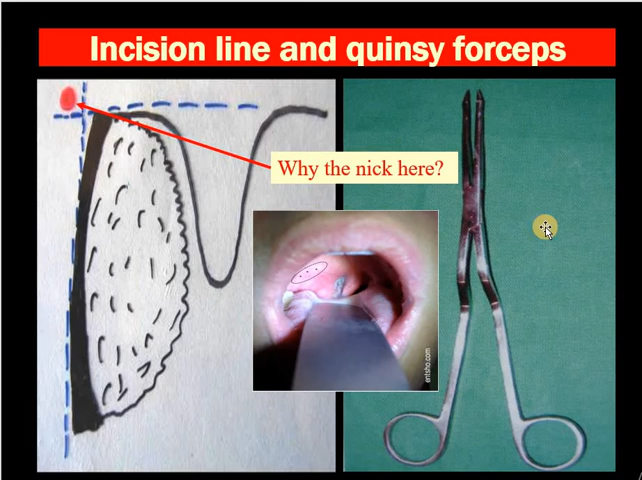 Incision line and quinsy forceps
Why the nick here?
entsho.com